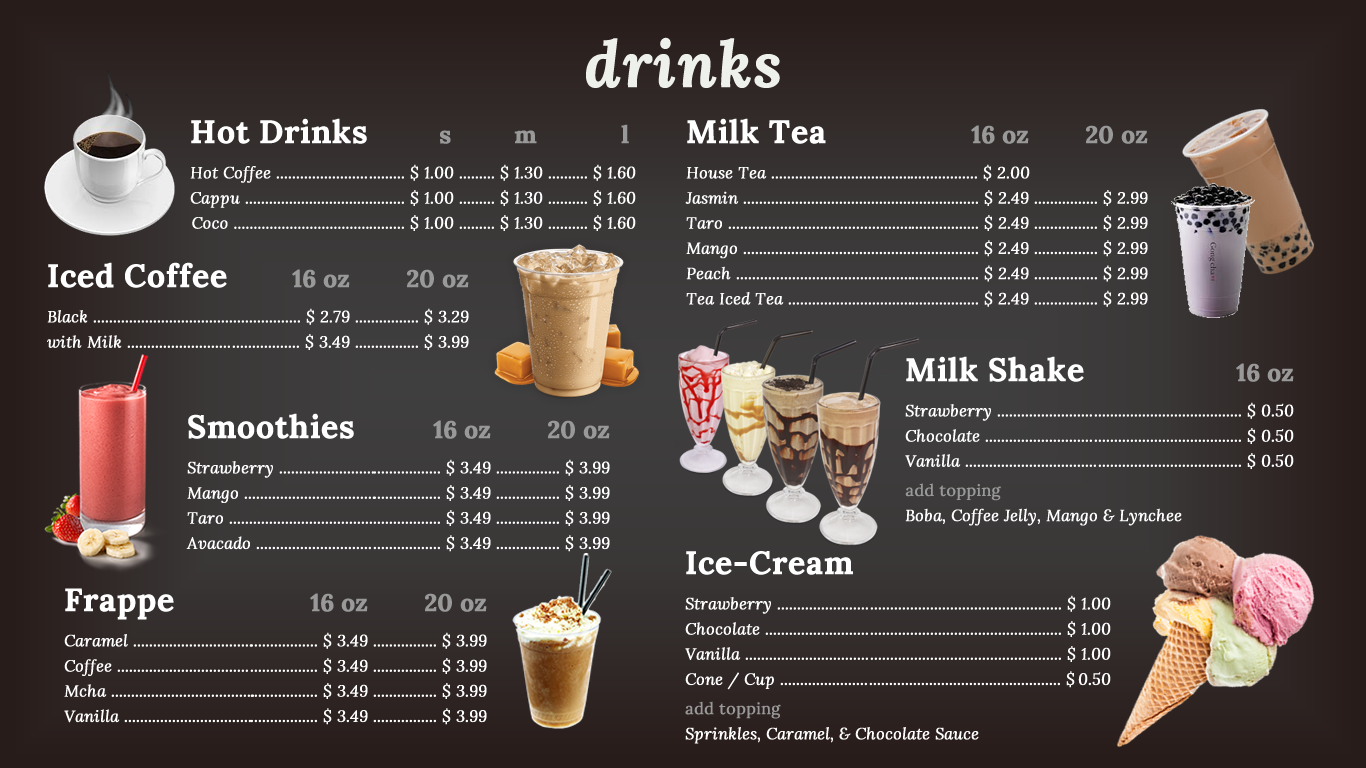 drinks
Hot Drinks s m l
Hot Coffee $ 1.00 $ 1.30 $ 1.60
Cappu $ 1.00 $ 1.30 $ 1.60
Coco $ 1.00 $ 1.30 $ 1.60
Iced Coffee 16 oz 20 oz
Black $ 2.79 $ 3.29
with Milk $ 3.49 $ 3.99
Smoothies 16 oz 20 oz
Strawberry $ 3.49 $ 3.99
Mango $ 3.49 $ 3.99
Taro $ 3.49 $ 3.99
Avacado $ 3.49 $ 3.99
Frappe 16 oz 20 oz
Caramel $ 3.49 $ 3.99
Coffee $ 3.49 $ 3.99
Mcha $ 3.49 $ 3.99
Vanilla $ 3.49 $ 3.99
Milk Tea 16 oz 20 oz
House Tea $ 2.00
Jasmin $ 2.49 $ 2.99
Taro $ 2.49 $ 2.99
Mango $ 2.49 $ 2.99
Peach $ 2.49 $ 2.99
Tea Iced Tea $ 2.49 $ 2.99
Gong cha
Milk Shake 16 oz
Strawberry $ 0.50
Chocolate $ 0.50
Vanilla $ 0.50
add topping
Boba, Coffee Jelly, Mango & Lynchee
Ice-Cream
Strawberry $ 1.00
Chocolate $ 1.00
Vanilla $ 1.00
Cone / Cup $ 0.50
add topping
Sprinkles, Caramel, & Chocolate Sauce